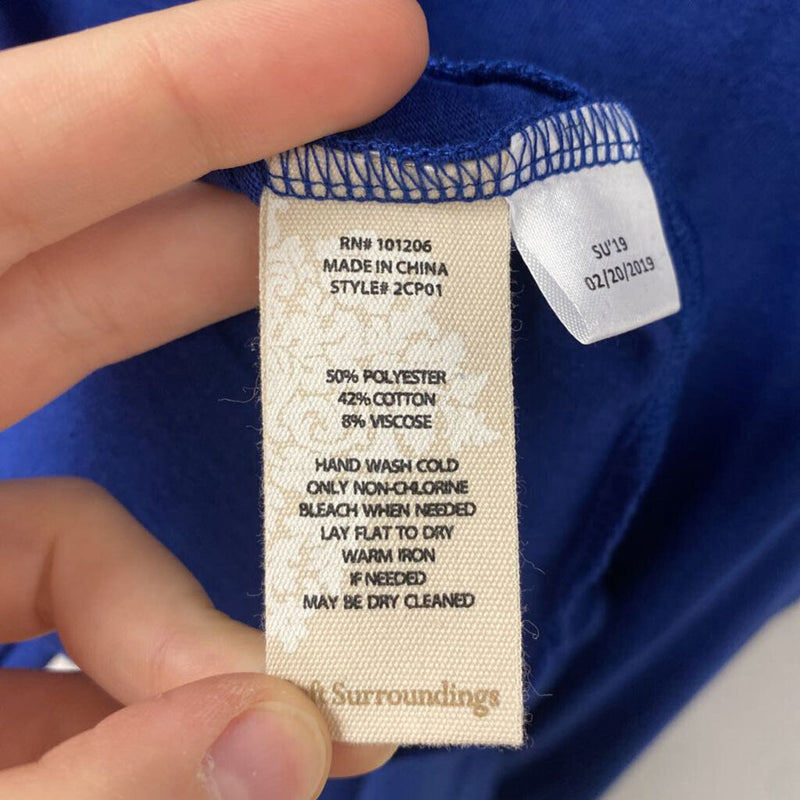 RN# 101206
MADE IN CHINA
STYLE# 2CP01
50% POLYESTER
42% COTTON
8% VISCOSE
HAND WASH COLD
ONLY NON-CHLORINE
BLEACH WHEN NEEDED
LAY FLAT TO DRY
WARM IRON
IF NEEDED
MAY BE DRY CLEANED
Surroundings
SU'19
02/20/2019